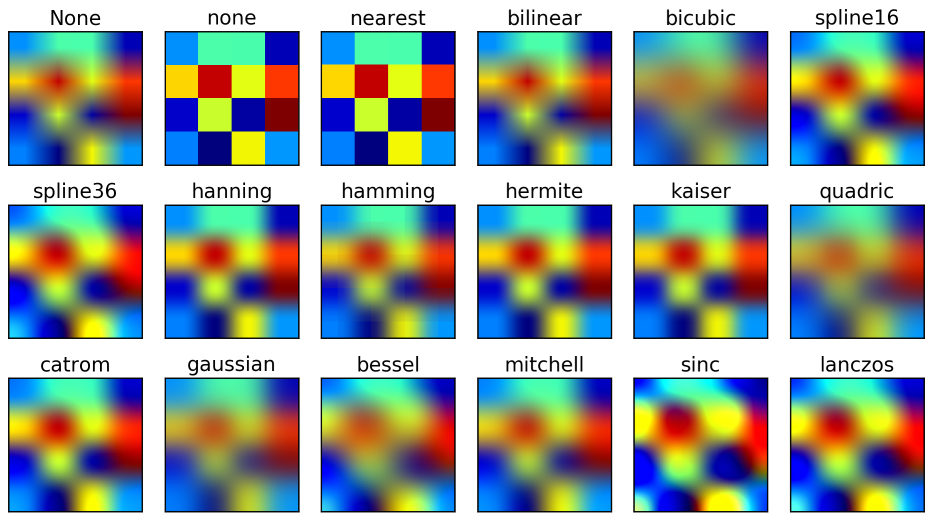 None none nearest bilinear bicubic spline16
spline36 hanning hamming hermite kaiser quadric
catrom gaussian bessel mitchell sinc lanczos